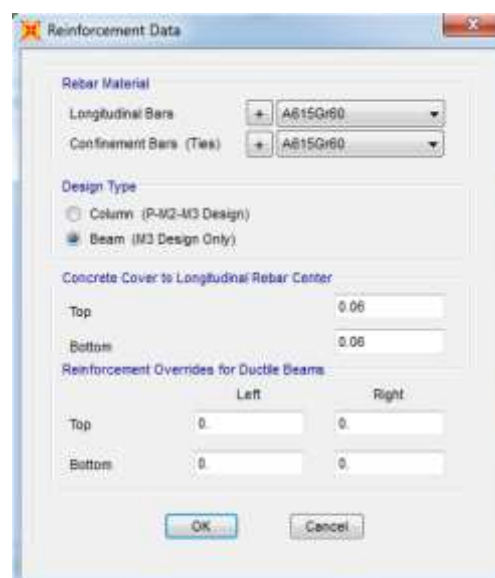 Reinforcement Data
Rebar Material
Longitudinal Bars + A615Gr60
Confinement Bars (Ties) + A615Gr60
Design Type
Column (P-M2-M3 Design)
Beam (M3 Design Only)
Concrete Cover to Longitudinal Rebar Center
Top 0.06
Bottom 0.06
Reinforcement Overrides for Ductile Beams
Left Right
Top 0. 0.
Bottom 0. 0.
OK Cancel